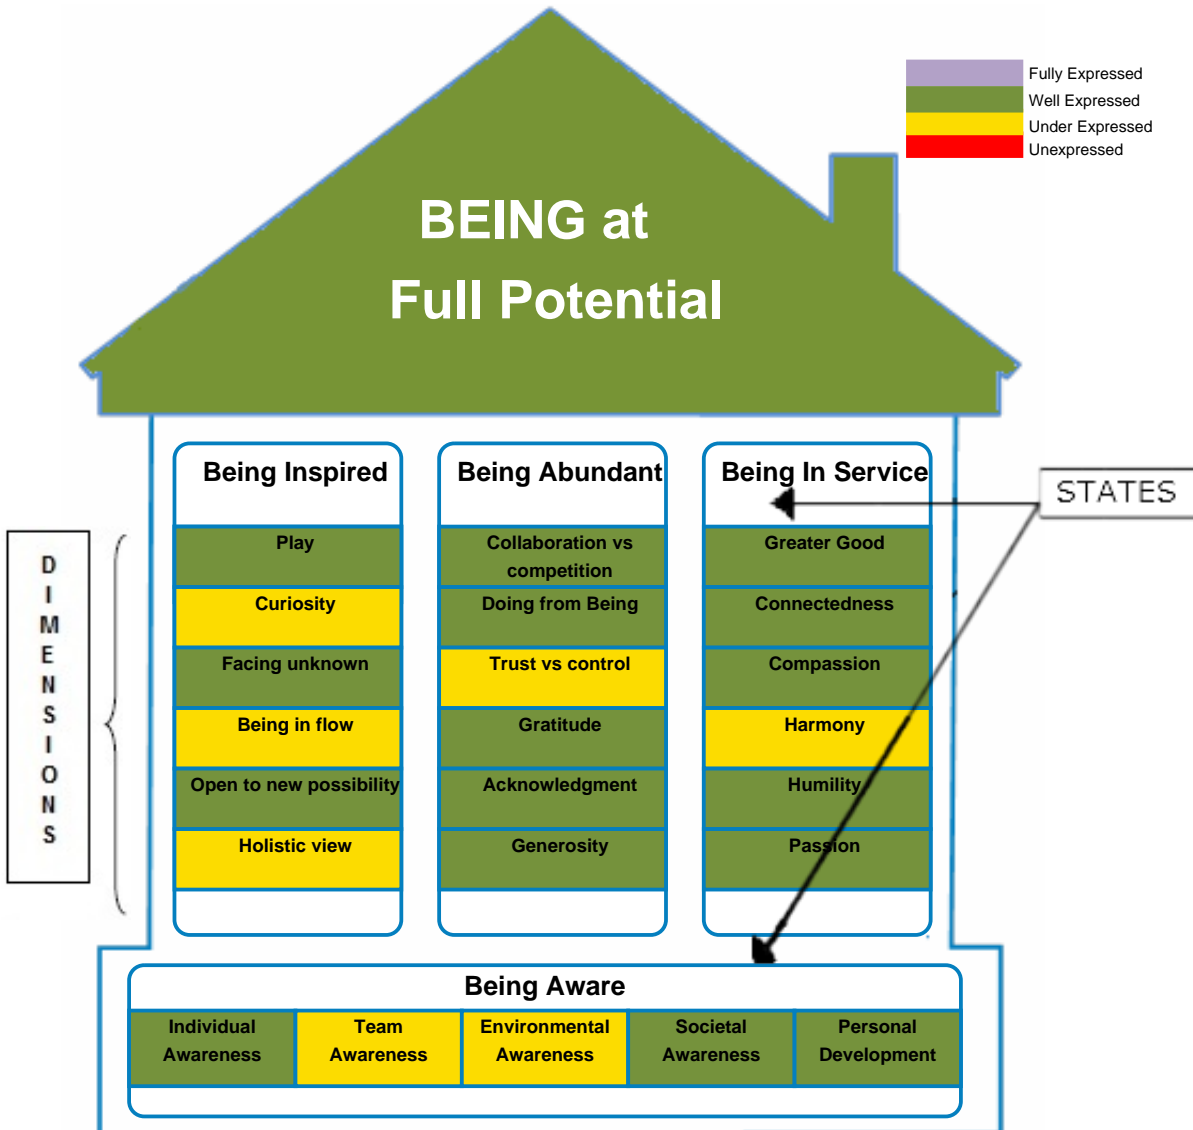 Fully Expressed
Well Expressed
Under Expressed
Unexpressed
BEING at
Full Potential
STATES
DIMENSIONS
Being Inspired
Play
Curiosity
Facing unknown
Being in flow
Open to new possibility
Holistic view
Being Abundant
Collaboration vs
competition
Doing from Being
Trust vs control
Gratitude
Acknowledgment
Generosity
Being In Service
Greater Good
Connectedness
Compassion
Harmony
Humility
Passion
Being Aware
Individual
Awareness
Team
Awareness
Environmental
Awareness
Societal
Awareness
Personal
Development